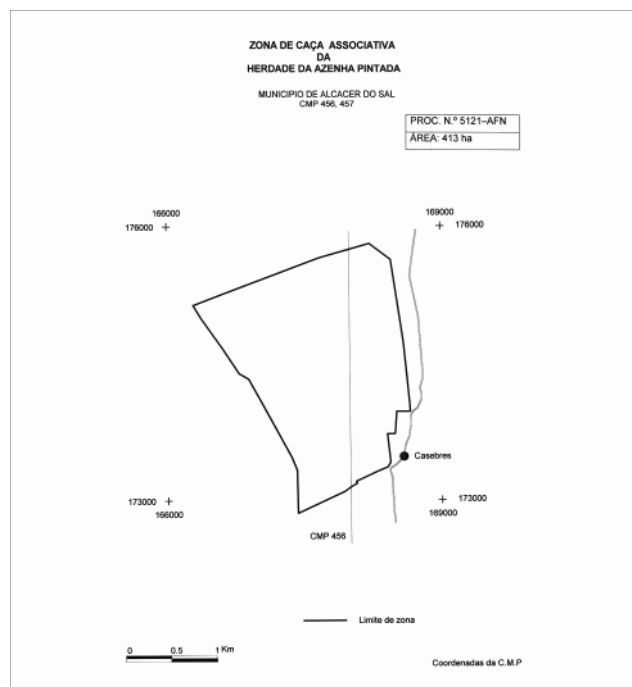 ZONA DE CAÇA ASSOCIATIVA
DA
HERDADE DA AZENHA PINTADA
MUNICIPIO DE ALCACER DO SAL
CMP 456, 457
PROC. N.º 5121–AFN
ÁREA: 413 ha
166000
176000
169000
176000
Casebres
173000
166000
173000
169000
CMP 456
Limite de zona
0 0.5 1 Km
Coordenadas da C.M.P